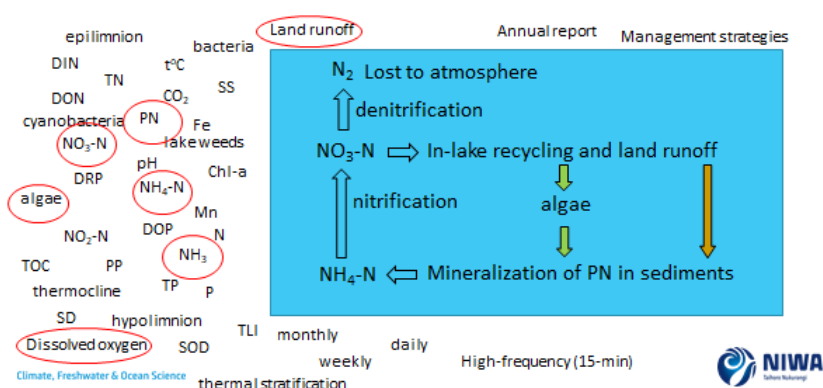 Land runoff
Annual report
Management strategies
epilimnion
bacteria
DIN
t°C
TN
SS
DON
CO₂
cyanobacteria
PN
Fe
NO₃-N
lake weeds
pH
Chl-a
DRP
NH₄-N
algae
Mn
DOP
N
NO₂-N
NH₃
TOC
PP
TP
P
thermocline
SD
hypolimnion
TLI
Dissolved oxygen
SOD
N₂ Lost to atmosphere
denitrification
NO₃-N In-lake recycling and land runoff
nitrification
algae
NH₄-N Mineralization of PN in sediments
monthly
daily
weekly
High-frequency (15-min)
thermal stratification
Climate, Freshwater & Ocean Science
NIWA
Taihoro Nukurangi